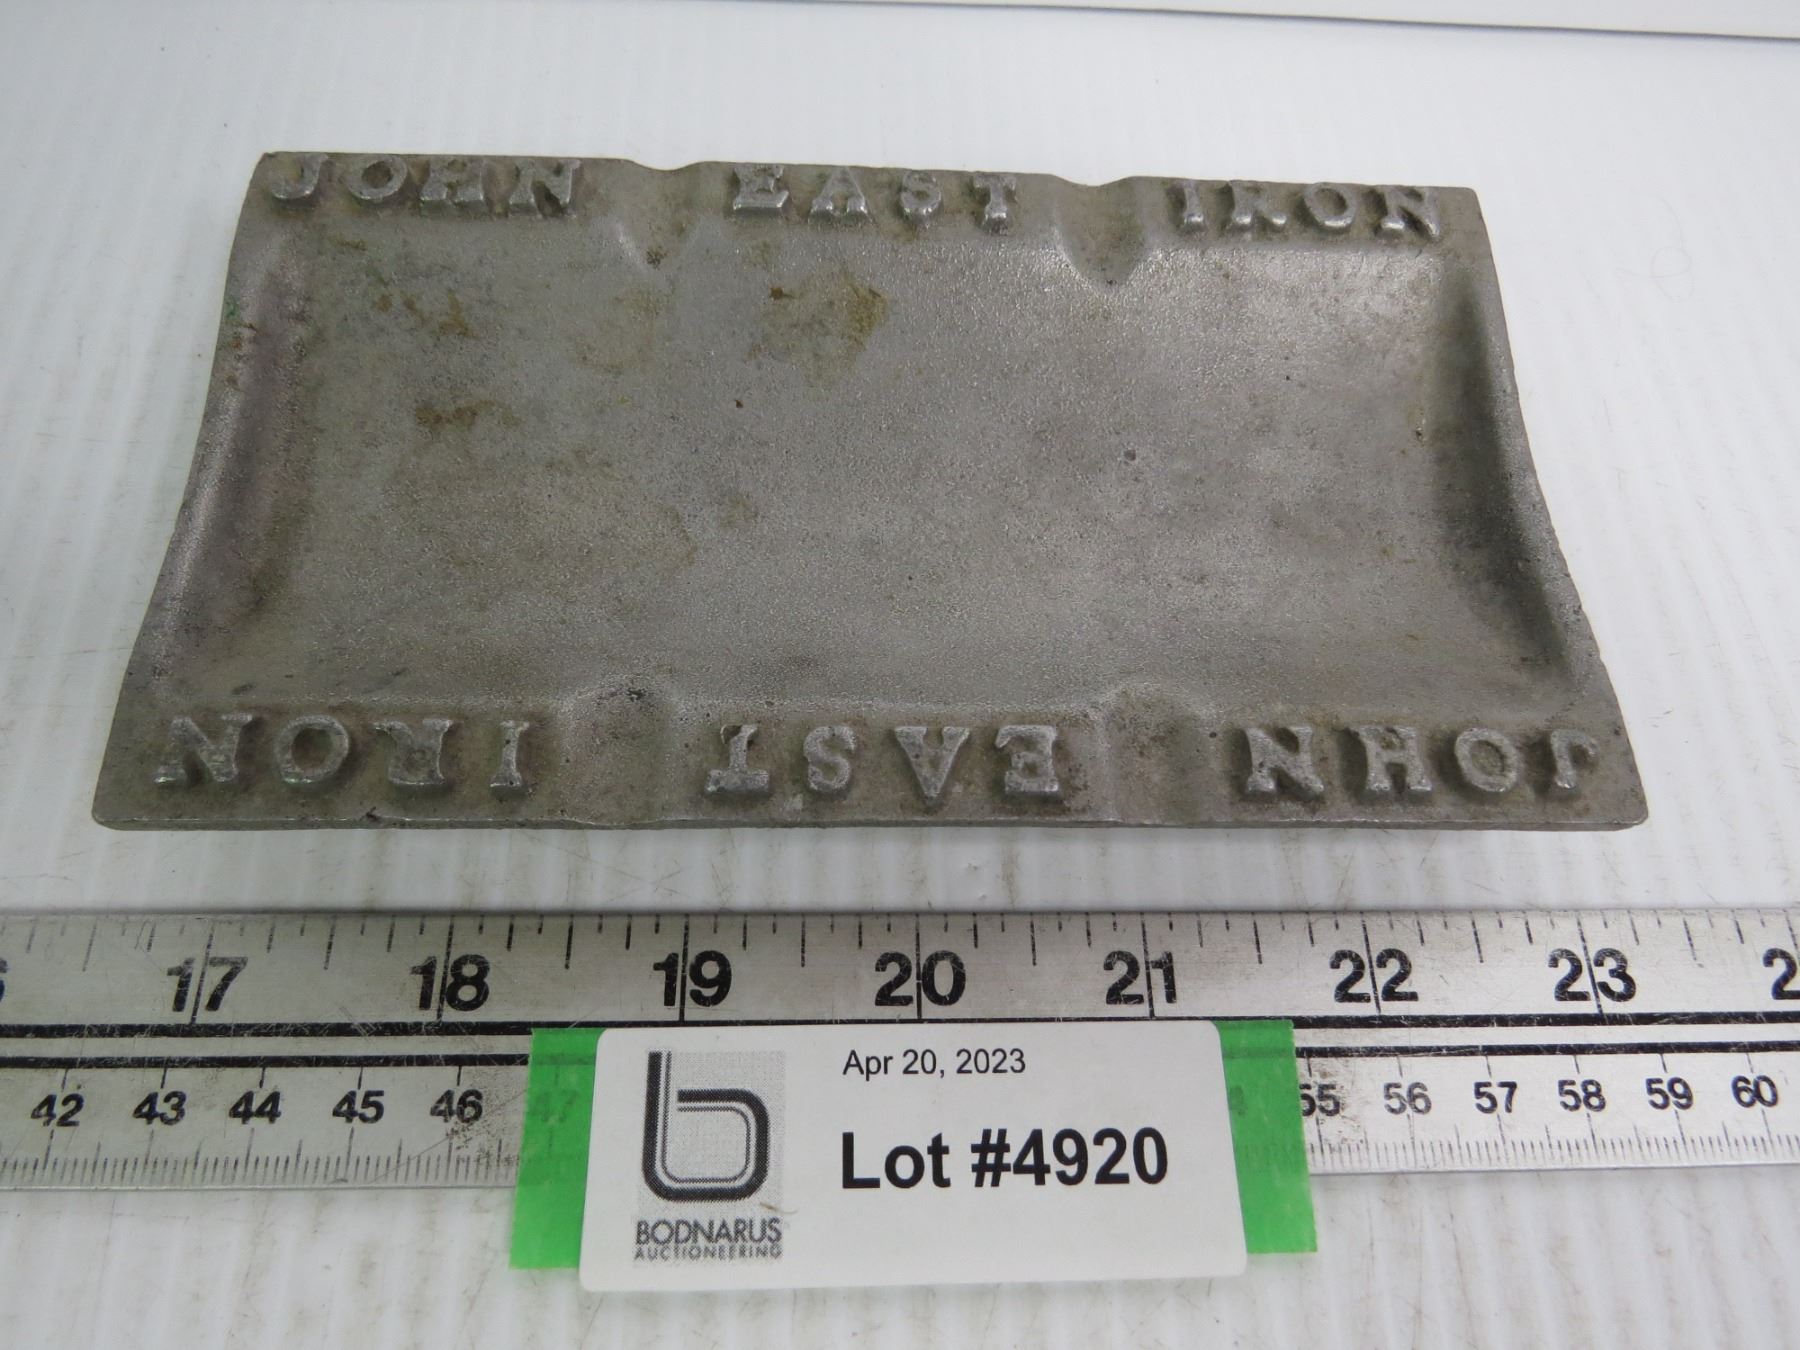 JOHN EAST IRON
JOHN EAST IRON
17 18 19 20 21 22 23
42 43 44 45 46 47 55 56 57 58 59 60
Apr 20, 2023
Lot #4920
b
BODNARUS
AUCTIONEERING